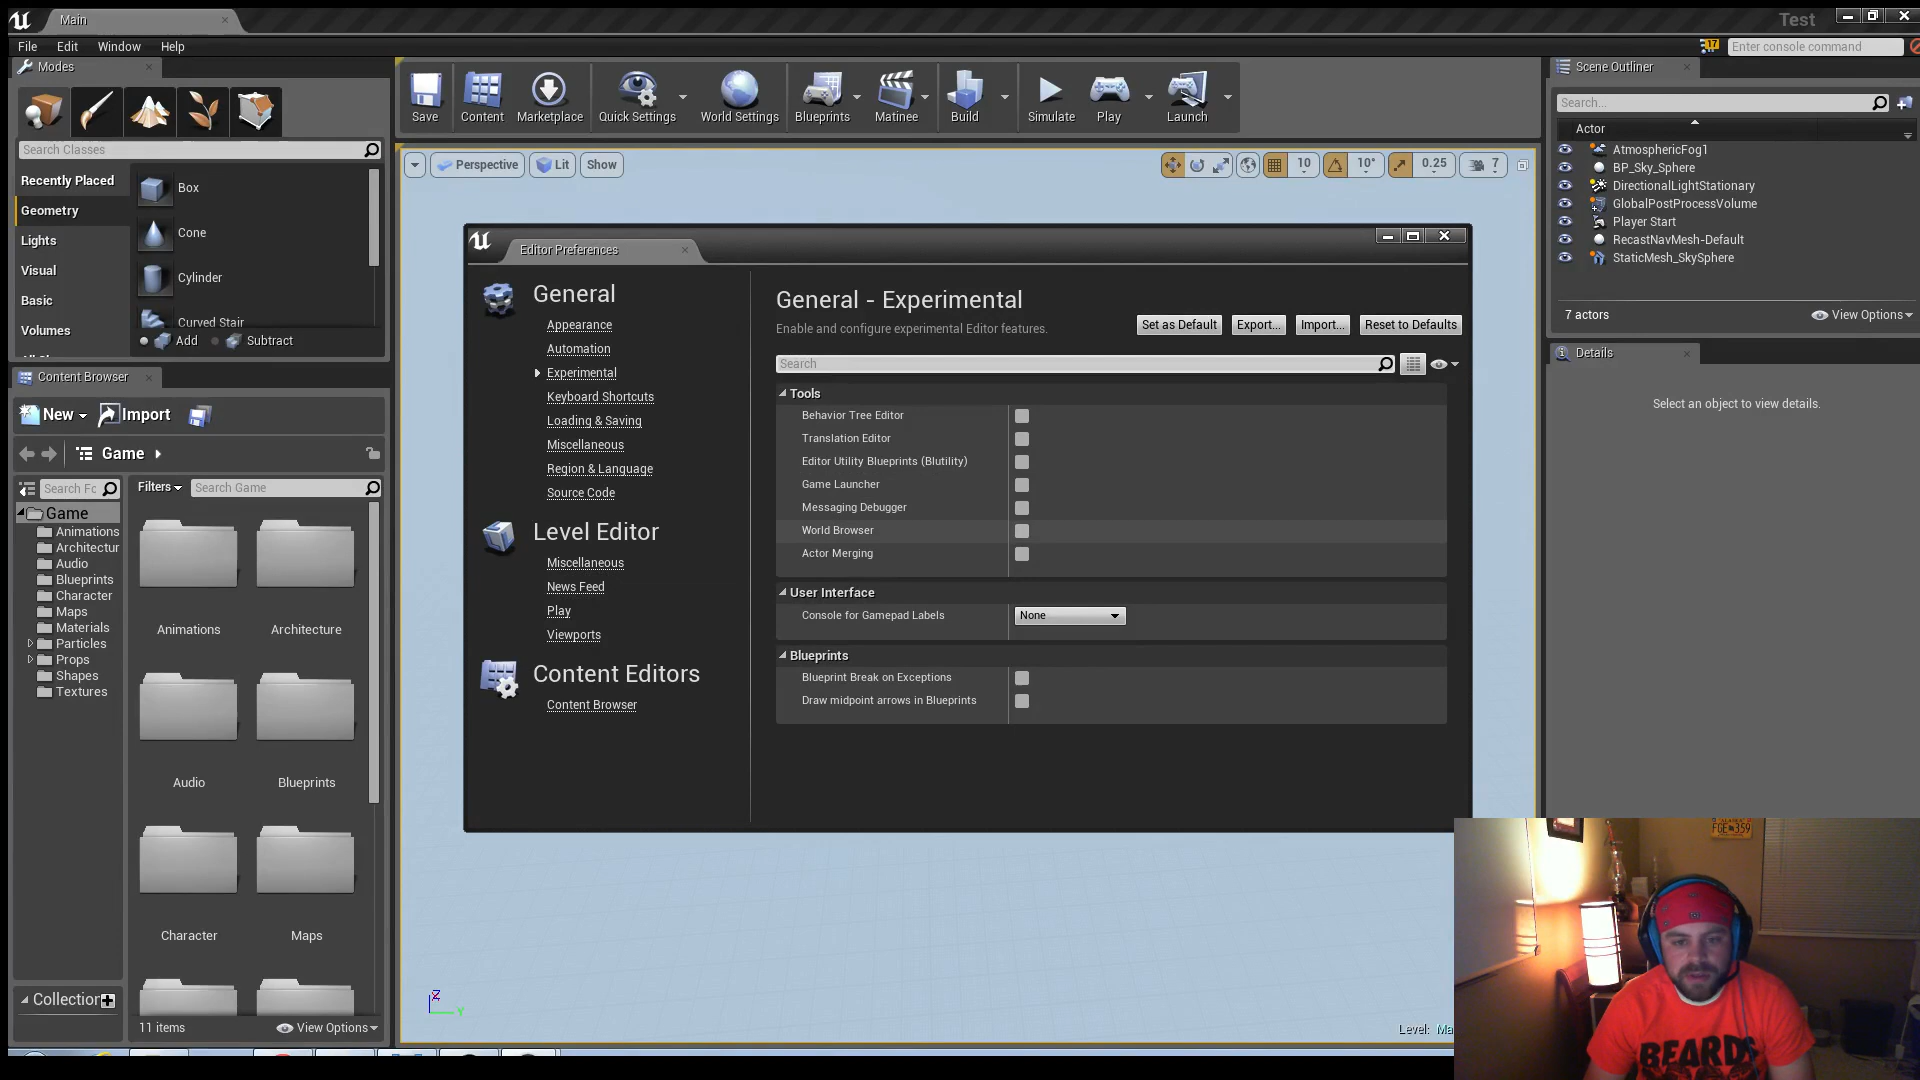 Main
Test
File Edit Window Help
Enter console command
Modes
Search Classes
Recently Placed
Geometry
Lights
Visual
Basic
Volumes
Box
Cone
Cylinder
Curved Stair
Add Subtract
Save
Content
Marketplace
Quick Settings
World Settings
Blueprints
Matinee
Build
Simulate
Play
Launch
Perspective Lit Show
10 10° 0.25 7
Scene Outliner
Search...
Actor
AtmosphericFog1
BP_Sky_Sphere
DirectionalLightStationary
GlobalPostProcessVolume
Player Start
RecastNavMesh-Default
StaticMesh_SkySphere
7 actors View Options
Details
Select an object to view details.
Content Browser
New Import
Game
Search Fo
Filters Search Game
Game
Animations
Architectur
Audio
Blueprints
Character
Maps
Materials
Particles
Props
Shapes
Textures
Animations Architecture
Audio Blueprints
Character Maps
Collection
11 items View Options
Editor Preferences
General
Appearance
Automation
Experimental
Keyboard Shortcuts
Loading & Saving
Miscellaneous
Region & Language
Source Code
Level Editor
Miscellaneous
News Feed
Play
Viewports
Content Editors
Content Browser
General - Experimental
Enable and configure experimental Editor features.
Set as Default Export... Import... Reset to Defaults
Search
Tools
Behavior Tree Editor
Translation Editor
Editor Utility Blueprints (Blutility)
Game Launcher
Messaging Debugger
World Browser
Actor Merging
User Interface
Console for Gamepad Labels None
Blueprints
Blueprint Break on Exceptions
Draw midpoint arrows in Blueprints
Z
Y
Level: Ma
FGE 359
BEARDS